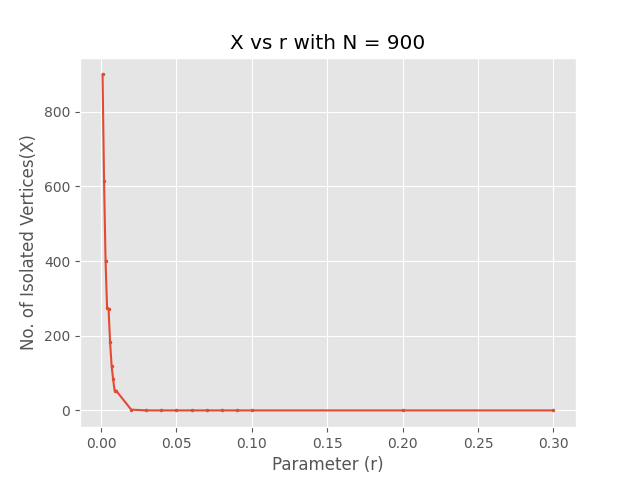 X vs r with N = 900
No. of Isolated Vertices(X)
800
600
400
200
0
0.00 0.05 0.10 0.15 0.20 0.25 0.30
Parameter (r)